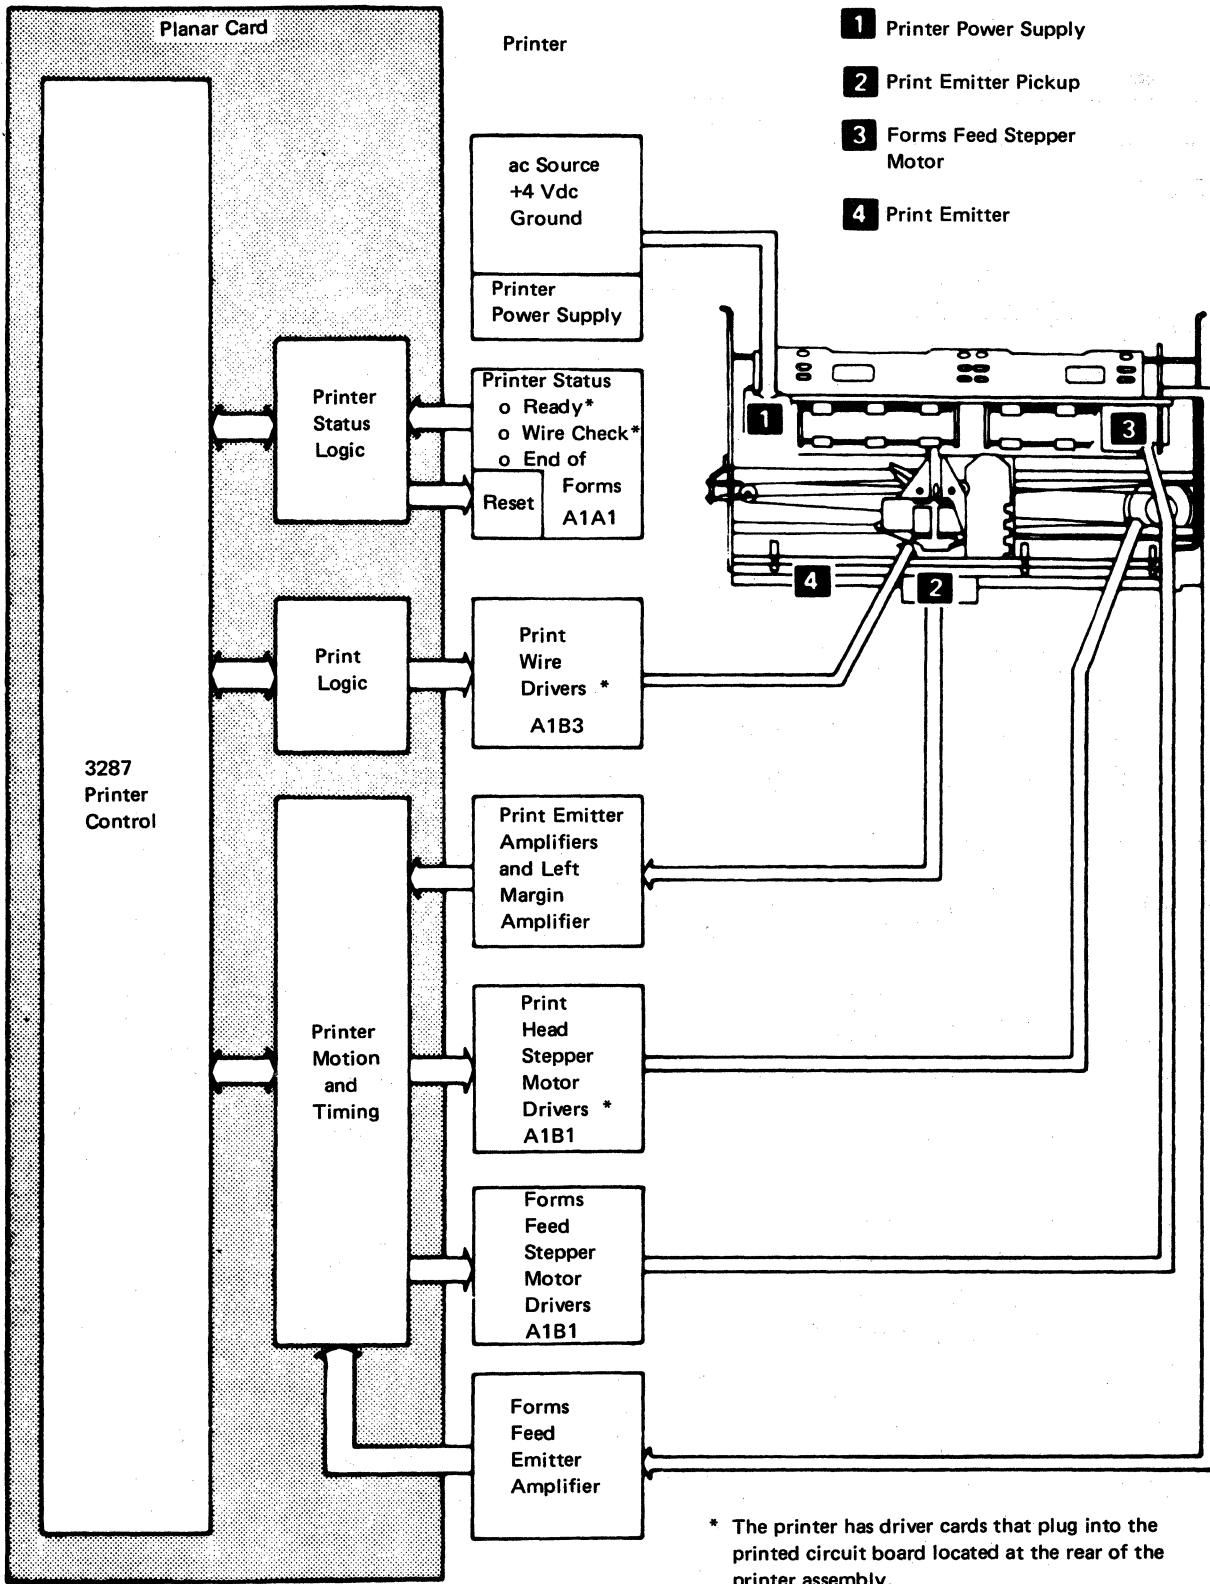 Planar Card
Printer
1 Printer Power Supply
2 Print Emitter Pickup
3 Forms Feed Stepper
Motor
4 Print Emitter
ac Source
+4 Vdc
Ground
Printer
Power Supply
Printer
Status
Logic
Printer Status
o Ready*
o Wire Check*
o End of
Forms
A1A1
Reset
1
3
4
2
Print
Logic
Print
Wire
Drivers *
A1B3
3287
Printer
Control
Print Emitter
Amplifiers
and Left
Margin
Amplifier
Printer
Motion
and
Timing
Print
Head
Stepper
Motor
Drivers *
A1B1
Forms
Feed
Stepper
Motor
Drivers
A1B1
Forms
Feed
Emitter
Amplifier
* The printer has driver cards that plug into the
printed circuit board located at the rear of the
printer assembly.